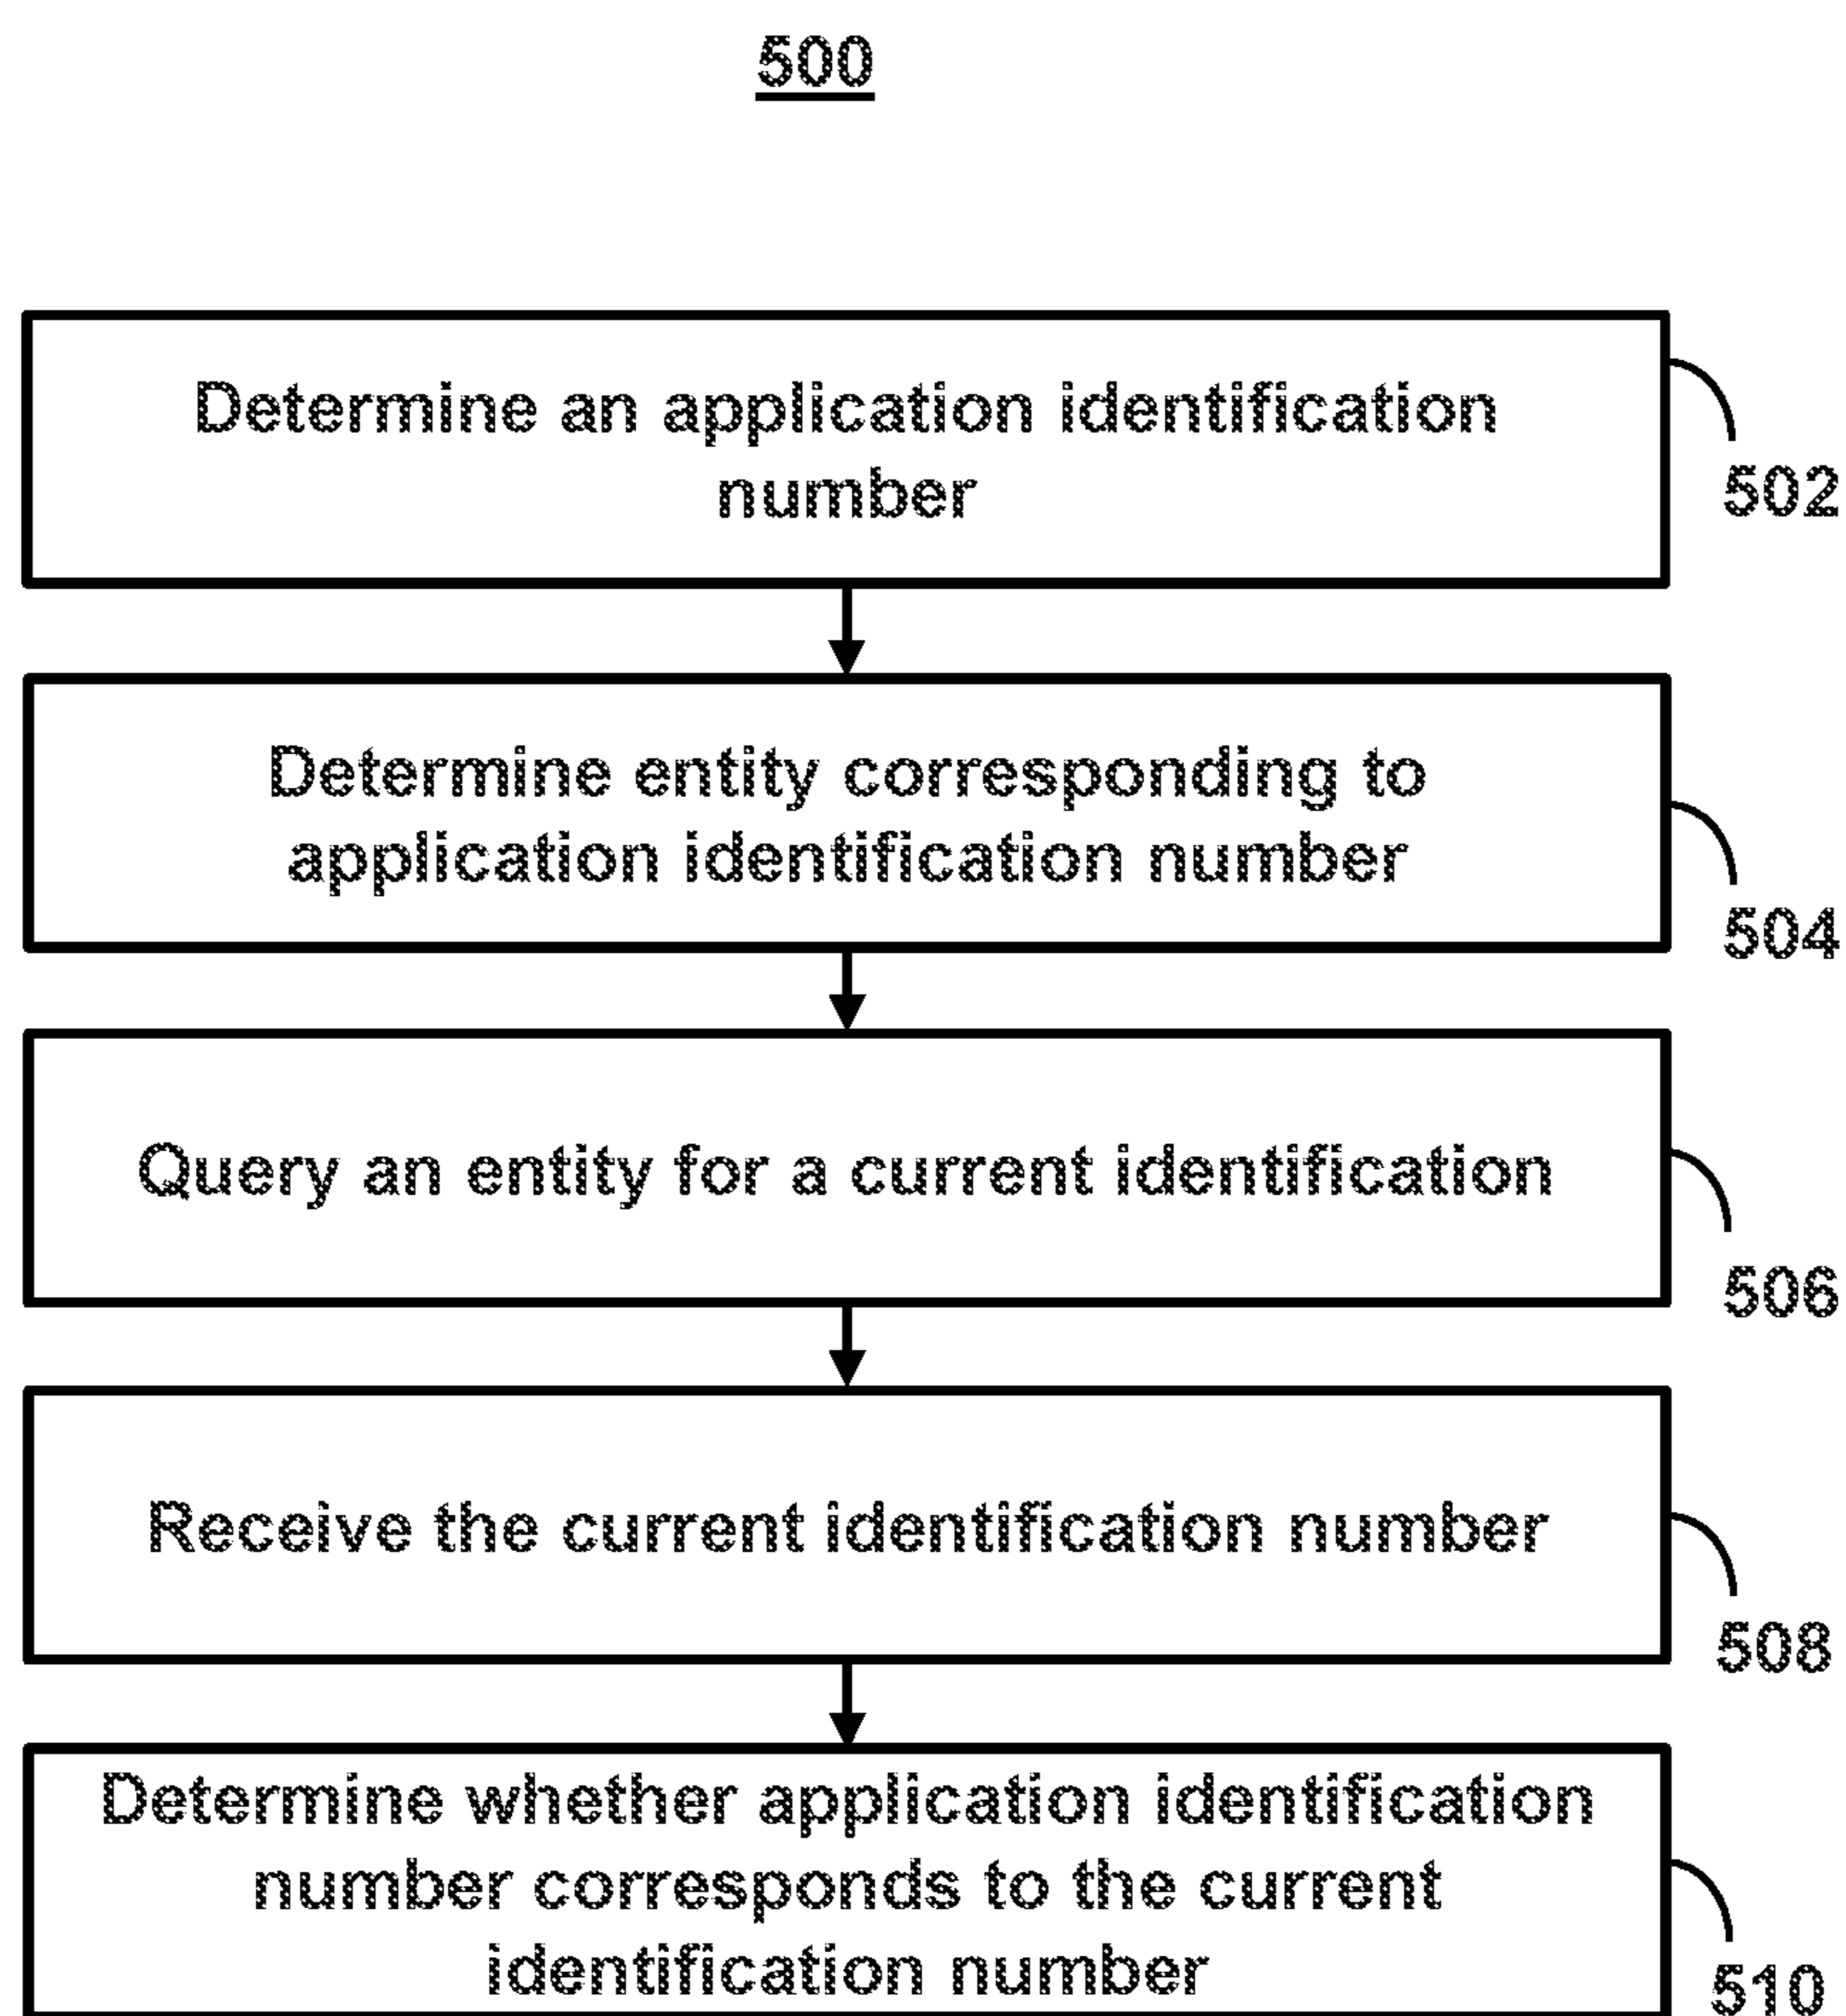 500
Determine an application identification
number
502
Determine entity corresponding to
application identification number
504
Query an entity for a current identification
506
Receive the current identification number
508
Determine whether application identification
number corresponds to the current
identification number
510